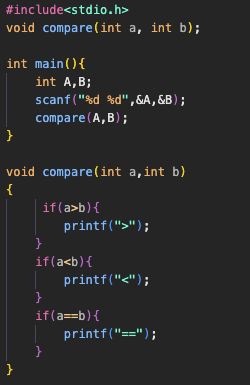 #include<stdio.h>
void compare(int a, int b);

int main(){
    int A,B;
    scanf("%d %d",&A,&B);
    compare(A,B);
}

void compare(int a,int b)
{
     if(a>b){
        printf(">");
    }
    if(a<b){
        printf("<");
    }
    if(a==b){
        printf("==");
    }
}